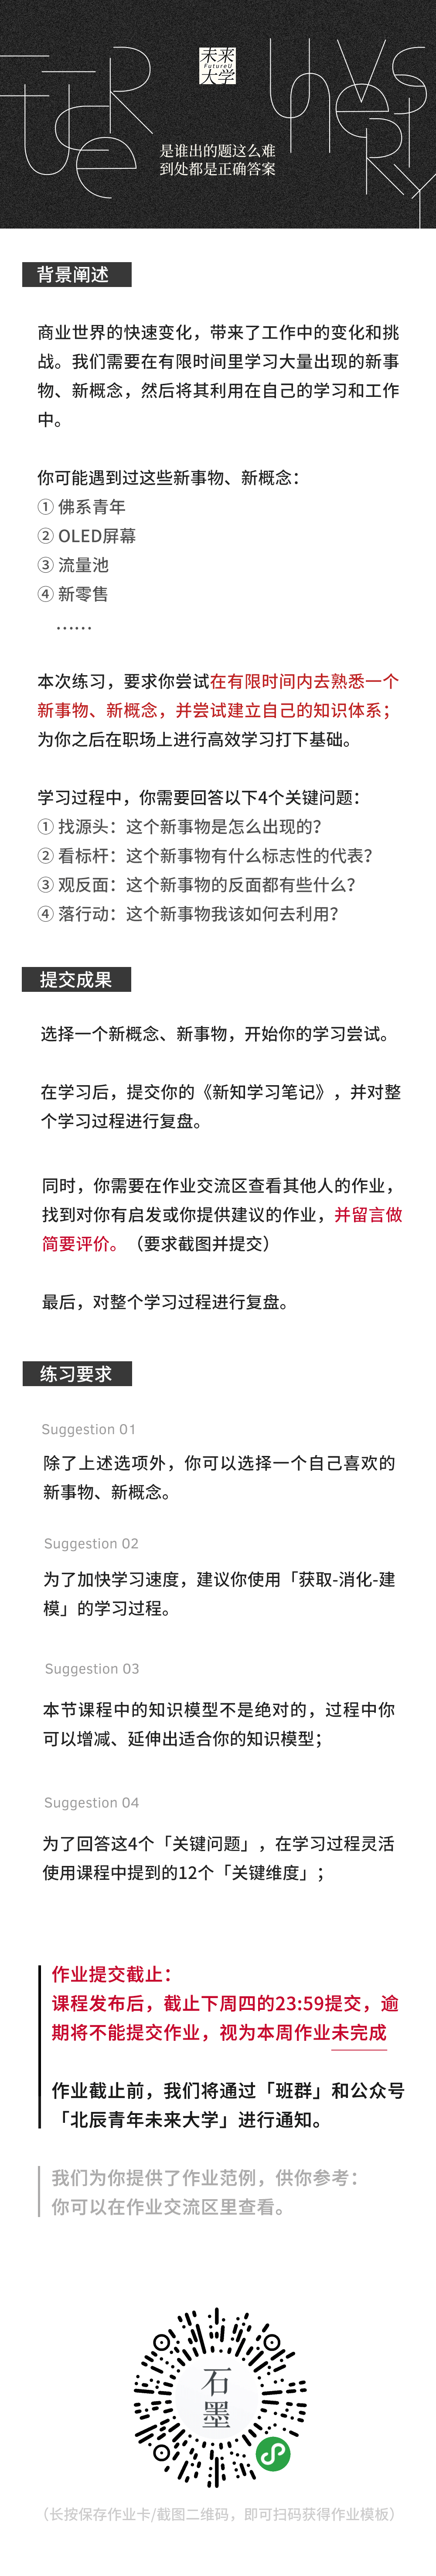 未来
FutureU
大学
FUTURE UNIVERSITY
是谁出的题这么难
到处都是正确答案
背景阐述
商业世界的快速变化，带来了工作中的变化和挑
战。我们需要在有限时间里学习大量出现的新事
物、新概念，然后将其利用在自己的学习和工作
中。
你可能遇到过这些新事物、新概念：
① 佛系青年
② OLED屏幕
③ 流量池
④ 新零售
……
本次练习，要求你尝试在有限时间内去熟悉一个
新事物、新概念，并尝试建立自己的知识体系；
为你之后在职场上进行高效学习打下基础。
学习过程中，你需要回答以下4个关键问题：
① 找源头：这个新事物是怎么出现的？
② 看标杆：这个新事物有什么标志性的代表？
③ 观反面：这个新事物的反面都有些什么？
④ 落行动：这个新事物我该如何去利用？
提交成果
选择一个新概念、新事物，开始你的学习尝试。
在学习后，提交你的《新知学习笔记》，并对整
个学习过程进行复盘。
同时，你需要在作业交流区查看其他人的作业，
找到对你有启发或你提供建议的作业，并留言做
简要评价。（要求截图并提交）
最后，对整个学习过程进行复盘。
练习要求
Suggestion 01
除了上述选项外，你可以选择一个自己喜欢的
新事物、新概念。
Suggestion 02
为了加快学习速度，建议你使用「获取-消化-建
模」的学习过程。
Suggestion 03
本节课程中的知识模型不是绝对的，过程中你
可以增减、延伸出适合你的知识模型；
Suggestion 04
为了回答这4个「关键问题」，在学习过程灵活
使用课程中提到的12个「关键维度」；
作业提交截止：
课程发布后，截止下周四的23:59提交，逾
期将不能提交作业，视为本周作业未完成
作业截止前，我们将通过「班群」和公众号
「北辰青年未来大学」进行通知。
我们为你提供了作业范例，供你参考：
你可以在作业交流区里查看。
石
墨
（长按保存作业卡/截图二维码，即可扫码获得作业模板）